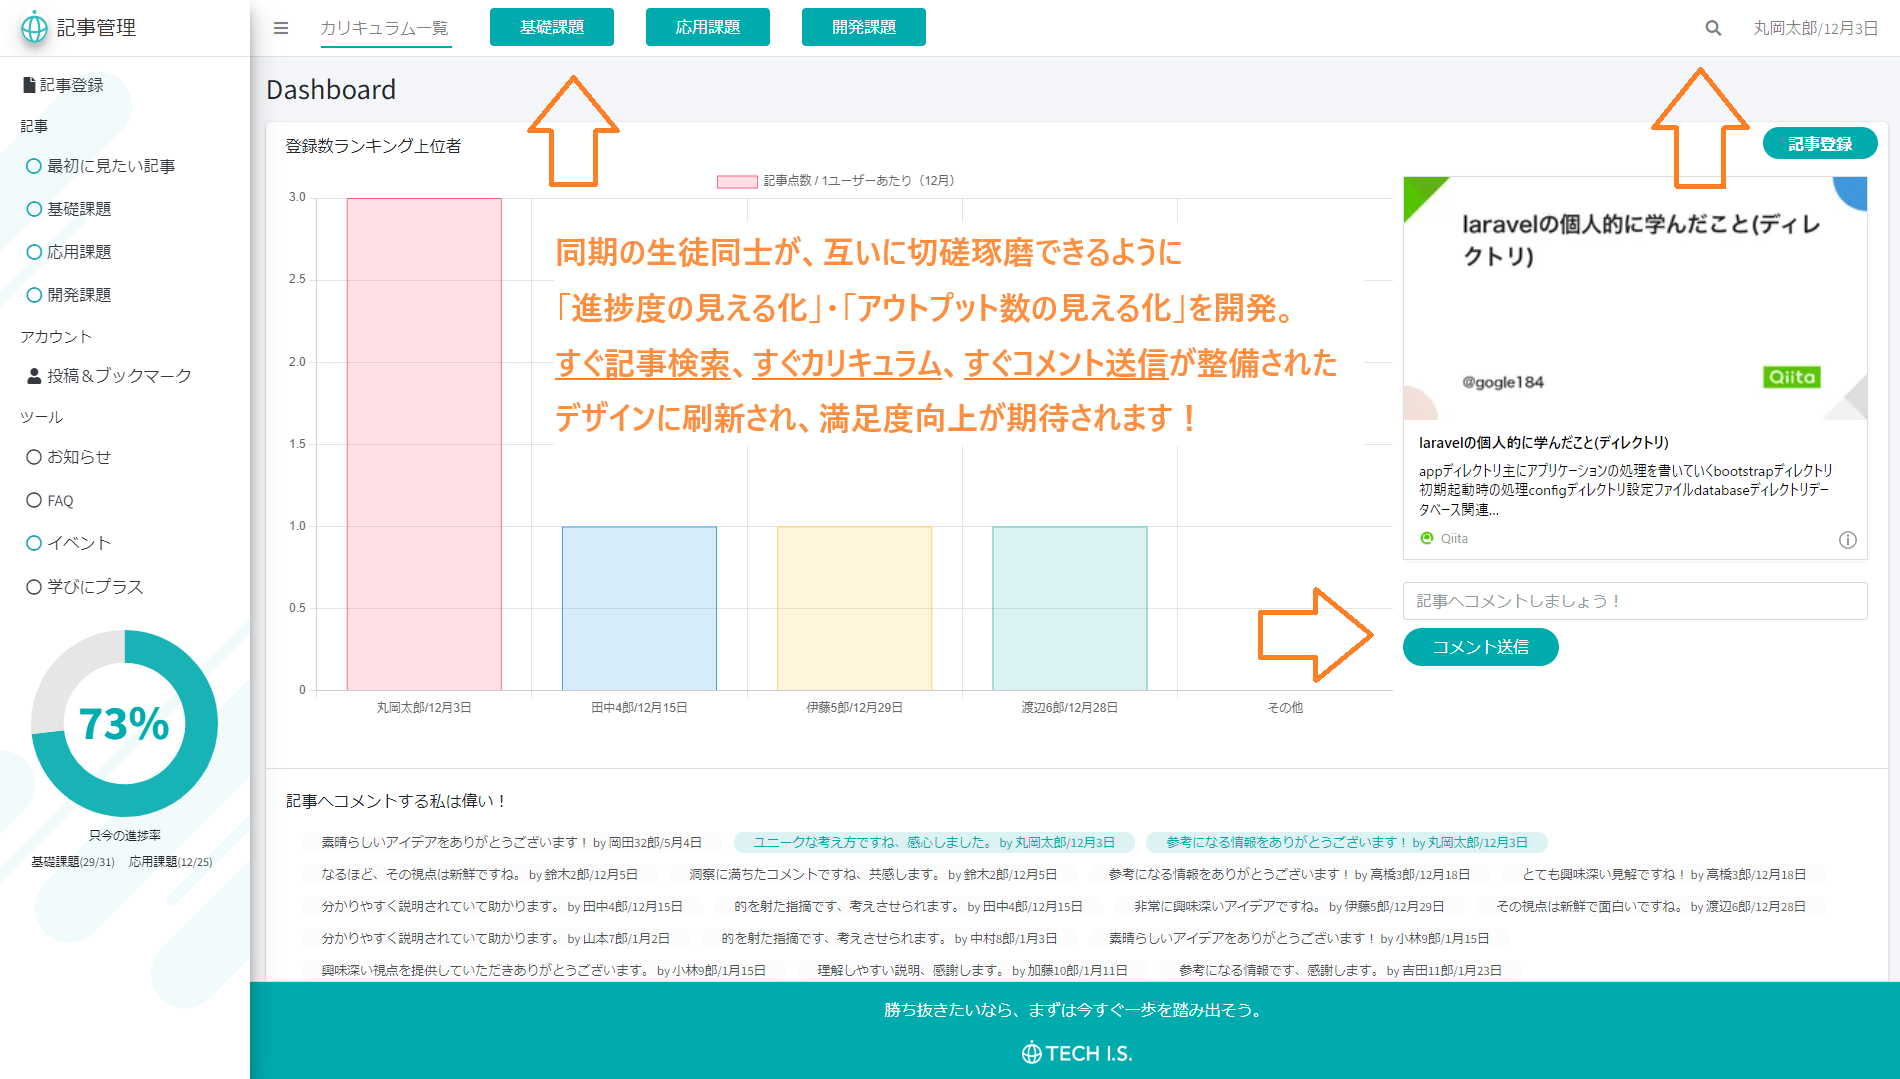 記事管理
カリキュラム一覧
基礎課題
応用課題
開発課題
丸岡太郎/12月3日
記事登録
記事
最初に見たい記事
基礎課題
応用課題
開発課題
アカウント
投稿＆ブックマーク
ツール
お知らせ
FAQ
イベント
学びにプラス
73%
只今の進捗率
基礎課題(29/31) 応用課題(12/25)
Dashboard
登録数ランキング上位者
記事登録
記事点数 / 1ユーザーあたり（12月）
3.0
2.5
2.0
1.5
1.0
0.5
0
丸岡太郎/12月3日
田中4郎/12月15日
伊藤5郎/12月29日
渡辺6郎/12月28日
その他
同期の生徒同士が、互いに切磋琢磨できるように
「進捗度の見える化」・「アウトプット数の見える化」を開発。
すぐ記事検索、すぐカリキュラム、すぐコメント送信が整備された
デザインに刷新され、満足度向上が期待されます！
laravelの個人的に学んだこと(ディレ
クトリ)
@gogle184
Qiita
laravelの個人的に学んだこと(ディレクトリ)
appディレクトリ主にアプリケーションの処理を書いていくbootstrapディレクトリ
初期起動時の処理configディレクトリ設定ファイルdatabaseディレクトリデー
タベース関連...
Qiita
記事へコメントしましょう！
コメント送信
記事へコメントする私は偉い！
素晴らしいアイデアをありがとうございます！ by 岡田32郎/5月4日
ユニークな考え方ですね、感心しました。 by 丸岡太郎/12月3日
参考になる情報をありがとうございます！ by 丸岡太郎/12月3日
なるほど、その視点は新鮮ですね。 by 鈴木2郎/12月5日
洞察に満ちたコメントですね、共感します。 by 鈴木2郎/12月5日
参考になる情報をありがとうございます！ by 高橋3郎/12月18日
とても興味深い見解ですね！ by 高橋3郎/12月18日
分かりやすく説明されていて助かります。 by 田中4郎/12月15日
的を射た指摘です、考えさせられます。 by 田中4郎/12月15日
非常に興味深いアイデアですね。 by 伊藤5郎/12月29日
その視点は新鮮で面白いですね。 by 渡辺6郎/12月28日
分かりやすく説明されていて助かります。 by 山本7郎/1月2日
的を射た指摘です、考えさせられます。 by 中村8郎/1月3日
素晴らしいアイデアをありがとうございます！ by 小林9郎/1月15日
興味深い視点を提供していただきありがとうございます。 by 小林9郎/1月15日
理解しやすい説明、感謝します。 by 加藤10郎/1月11日
参考になる情報です、感謝します。 by 吉田11郎/1月23日
勝ち抜きたいなら、まずは今すぐ一歩を踏み出そう。
TECH I.S.